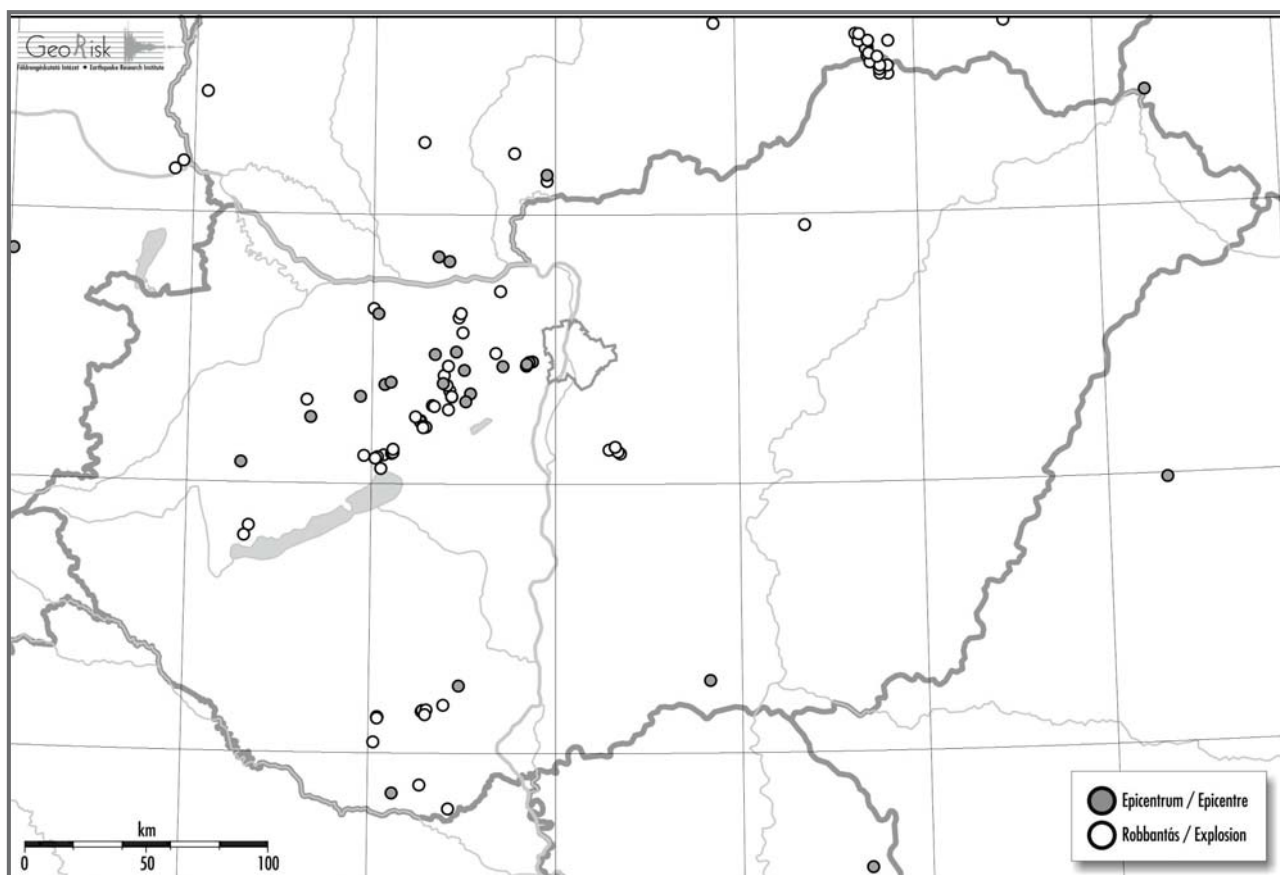 GeoRisk
Földrengéskutató Intézet • Earthquake Research Institute
Epicentrum / Epicentre
Robbantás / Explosion
km
0 50 100